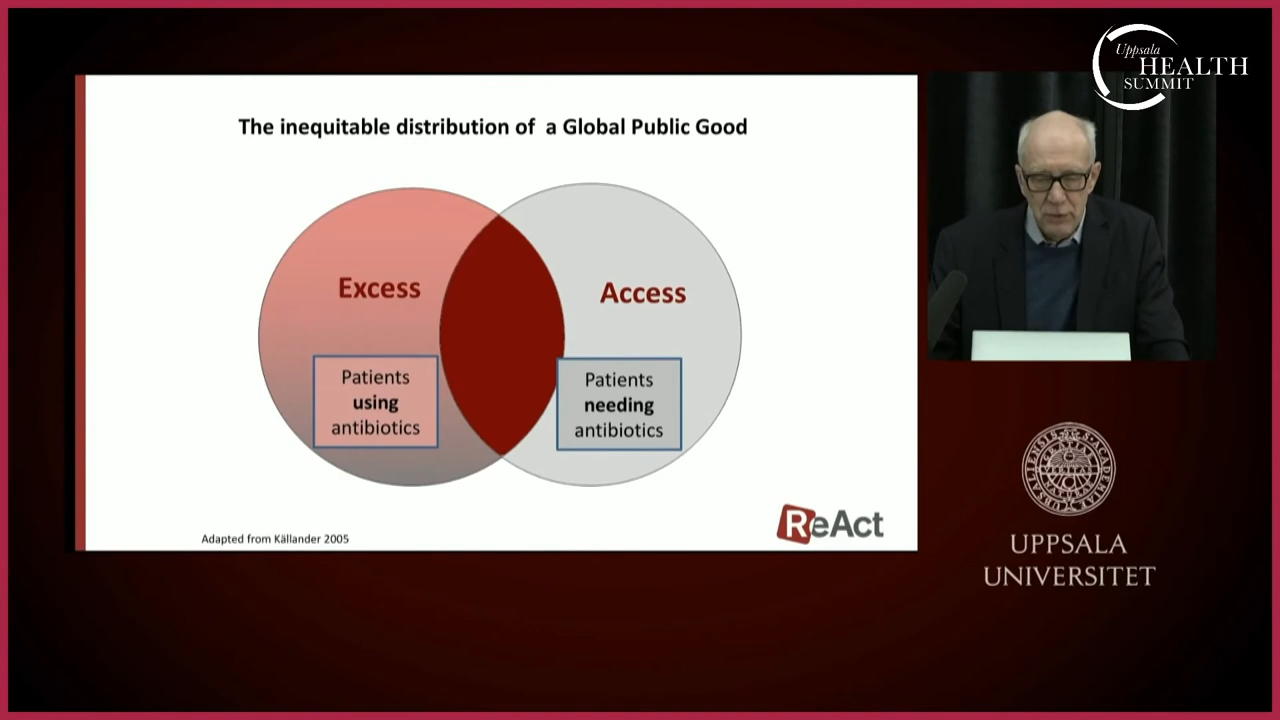 Uppsala
HEALTH
SUMMIT
The inequitable distribution of a Global Public Good
Excess
Access
Patients
using
antibiotics
Patients
needing
antibiotics
Adapted from Källander 2005
ReAct
UPPSALA
UNIVERSITET